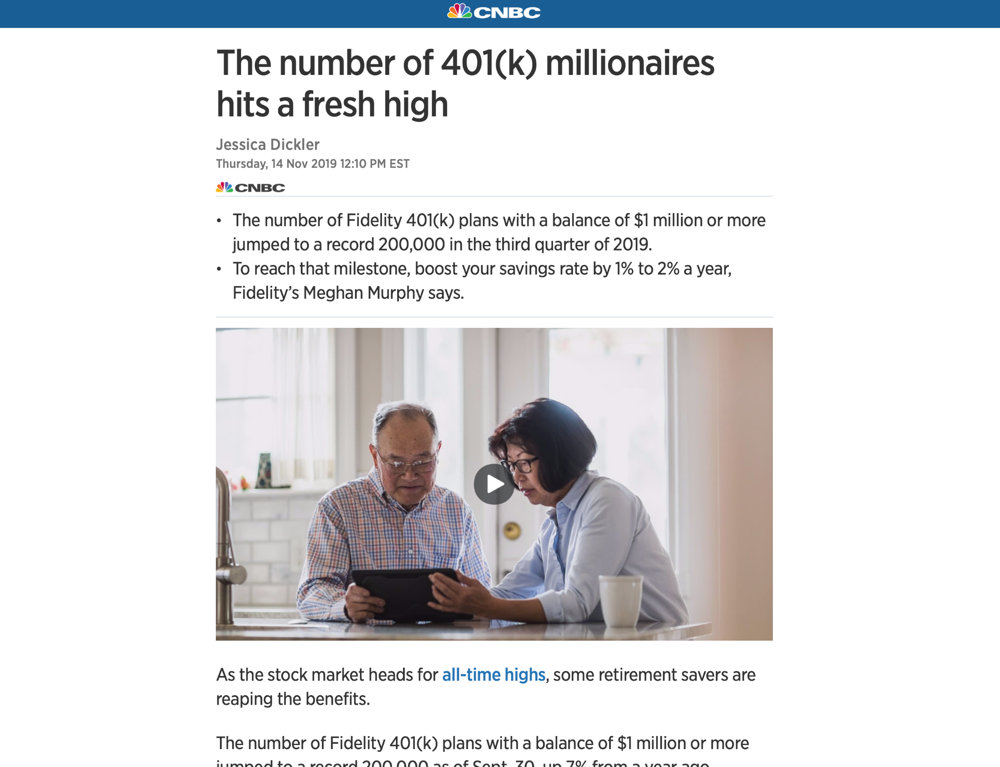 CNBC
The number of 401(k) millionaires
hits a fresh high
Jessica Dickler
Thursday, 14 Nov 2019 12:10 PM EST
CNBC
• The number of Fidelity 401(k) plans with a balance of $1 million or more
jumped to a record 200,000 in the third quarter of 2019.
• To reach that milestone, boost your savings rate by 1% to 2% a year,
Fidelity’s Meghan Murphy says.
As the stock market heads for all-time highs, some retirement savers are
reaping the benefits.
The number of Fidelity 401(k) plans with a balance of $1 million or more
jumped to a record 200,000 as of Sept. 30, up 7% from a year ago,